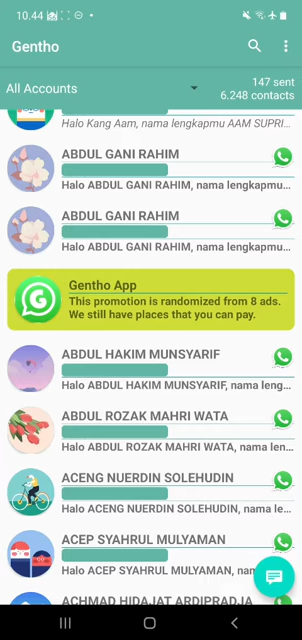 10.44
Gentho
All Accounts
147 sent
6.248 contacts
Halo Kang Aam, nama lengkapmu AAM SUPRI...
ABDUL GANI RAHIM
Halo ABDUL GANI RAHIM, nama lengkapmu...
ABDUL GANI RAHIM
Halo ABDUL GANI RAHIM, nama lengkapmu...
Gentho App
This promotion is randomized from 8 ads.
We still have places that you can pay.
ABDUL HAKIM MUNSYARIF
Halo ABDUL HAKIM MUNSYARIF, nama leng...
ABDUL ROZAK MAHRI WATA
Halo ABDUL ROZAK MAHRI WATA, nama len...
ACENG NUERDIN SOLEHUDIN
Halo ACENG NUERDIN SOLEHUDIN, nama le...
ACEP SYAHRUL MULYAMAN
Halo ACEP SYAHRUL MULYAMAN, nama
ACHMAD HIDAJAT ARDIPRADJA